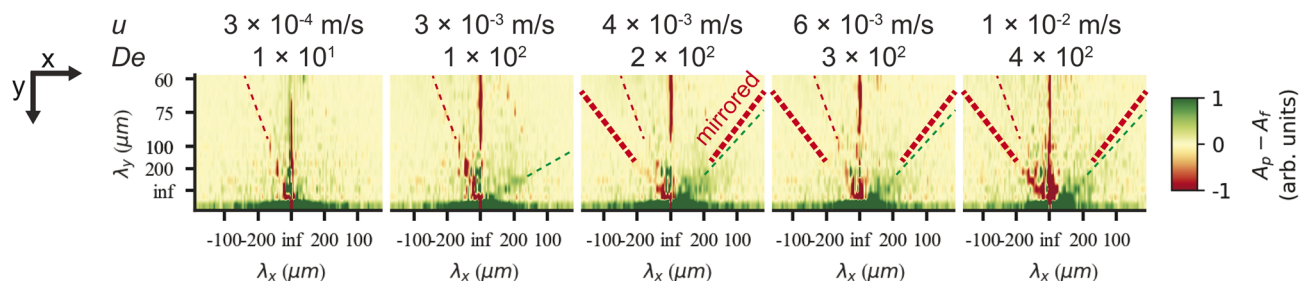 u 3 × 10⁻⁴ m/s 3 × 10⁻³ m/s 4 × 10⁻³ m/s 6 × 10⁻³ m/s 1 × 10⁻² m/s
De 1 × 10¹ 1 × 10² 2 × 10² 3 × 10² 4 × 10²
x
y
λy (μm)
60
75
100
200
inf
mirrored
-100 -200 inf 200 100 -100 -200 inf 200 100 -100 -200 inf 200 100 -100 -200 inf 200 100 -100 -200 inf 200 100
λx (μm) λx (μm) λx (μm) λx (μm) λx (μm)
1
0
-1
Ap − Af
(arb. units)